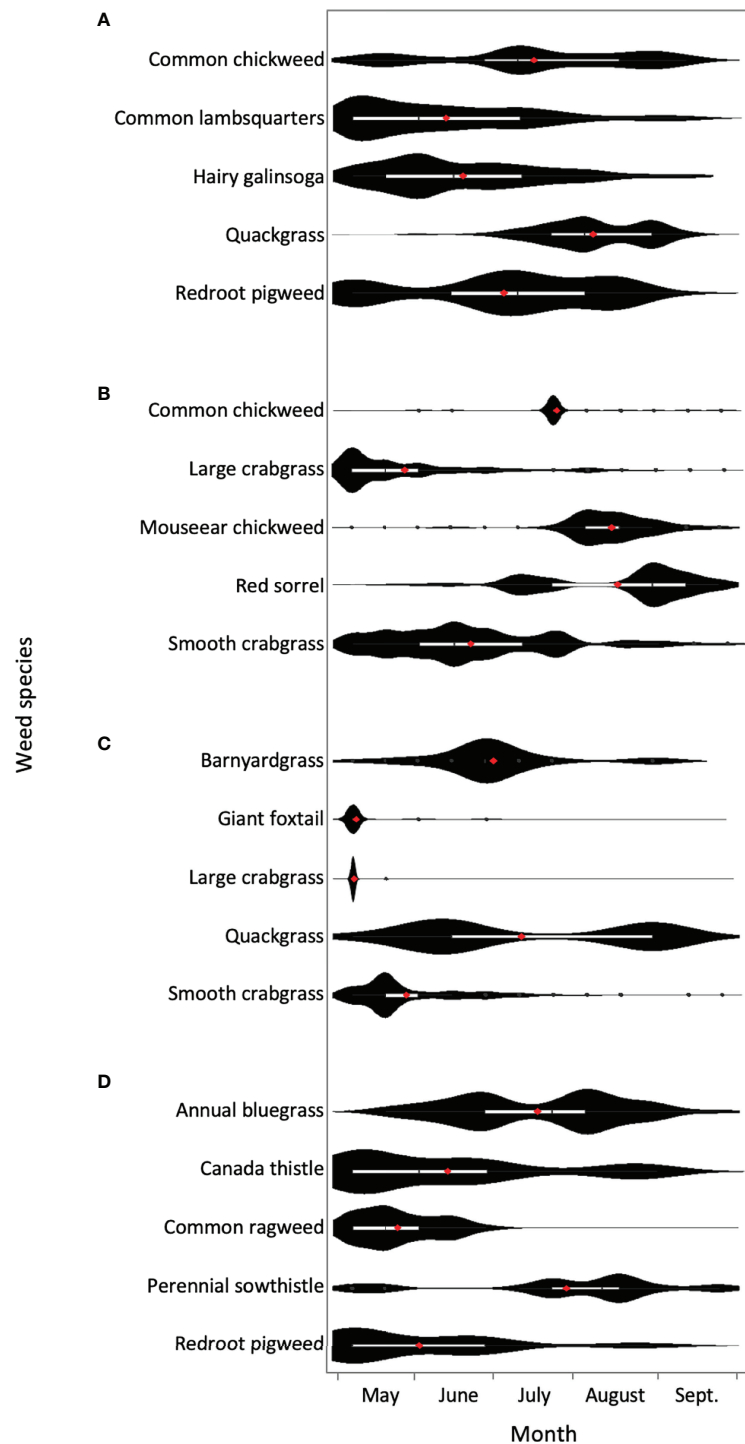 A
Common chickweed
Common lambsquarters
Hairy galinsoga
Quackgrass
Redroot pigweed
B
Common chickweed
Large crabgrass
Mouseear chickweed
Red sorrel
Smooth crabgrass
Weed species
C
Barnyardgrass
Giant foxtail
Large crabgrass
Quackgrass
Smooth crabgrass
D
Annual bluegrass
Canada thistle
Common ragweed
Perennial sowthistle
Redroot pigweed
May June July August Sept.
Month